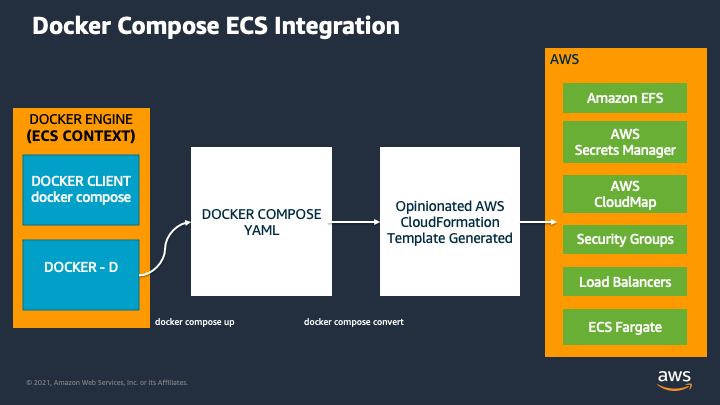 Docker Compose ECS Integration
DOCKER ENGINE
(ECS CONTEXT)
DOCKER CLIENT
docker compose
DOCKER - D
DOCKER COMPOSE
YAML
Opinionated AWS
CloudFormation
Template Generated
AWS
Amazon EFS
AWS
Secrets Manager
AWS
CloudMap
Security Groups
Load Balancers
ECS Fargate
docker compose up
docker compose convert
© 2021, Amazon Web Services, Inc. or its Affiliates.
aws